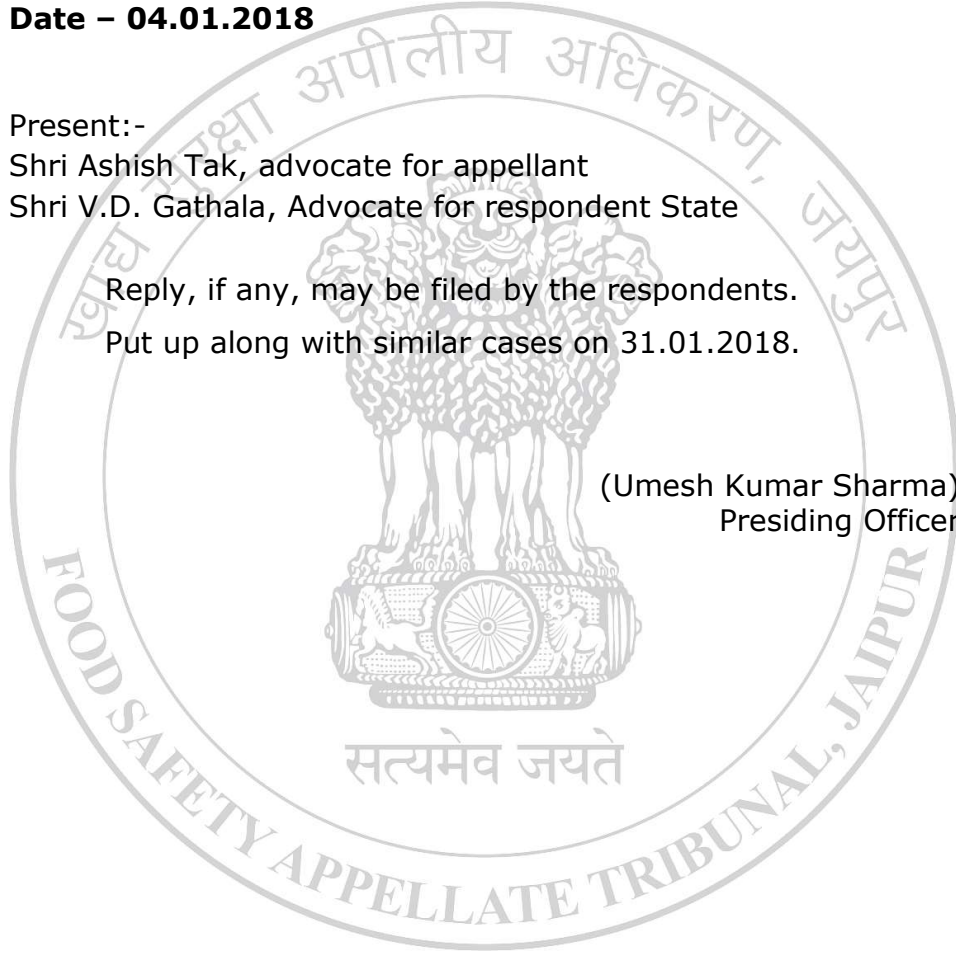 Date – 04.01.2018
Present:-
Shri Ashish Tak, advocate for appellant
Shri V.D. Gathala, Advocate for respondent State
Reply, if any, may be filed by the respondents.
Put up along with similar cases on 31.01.2018.
(Umesh Kumar Sharma)
Presiding Officer
खाद्य सुरक्षा अपीलीय अधिकरण, जयपुर
सत्यमेव जयते
FOOD SAFETY APPELLATE TRIBUNAL, JAIPUR